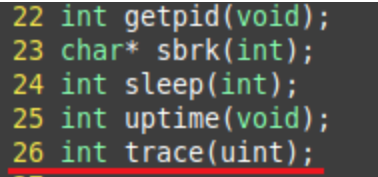 22 int getpid(void);
23 char* sbrk(int);
24 int sleep(int);
25 int uptime(void);
26 int trace(uint);